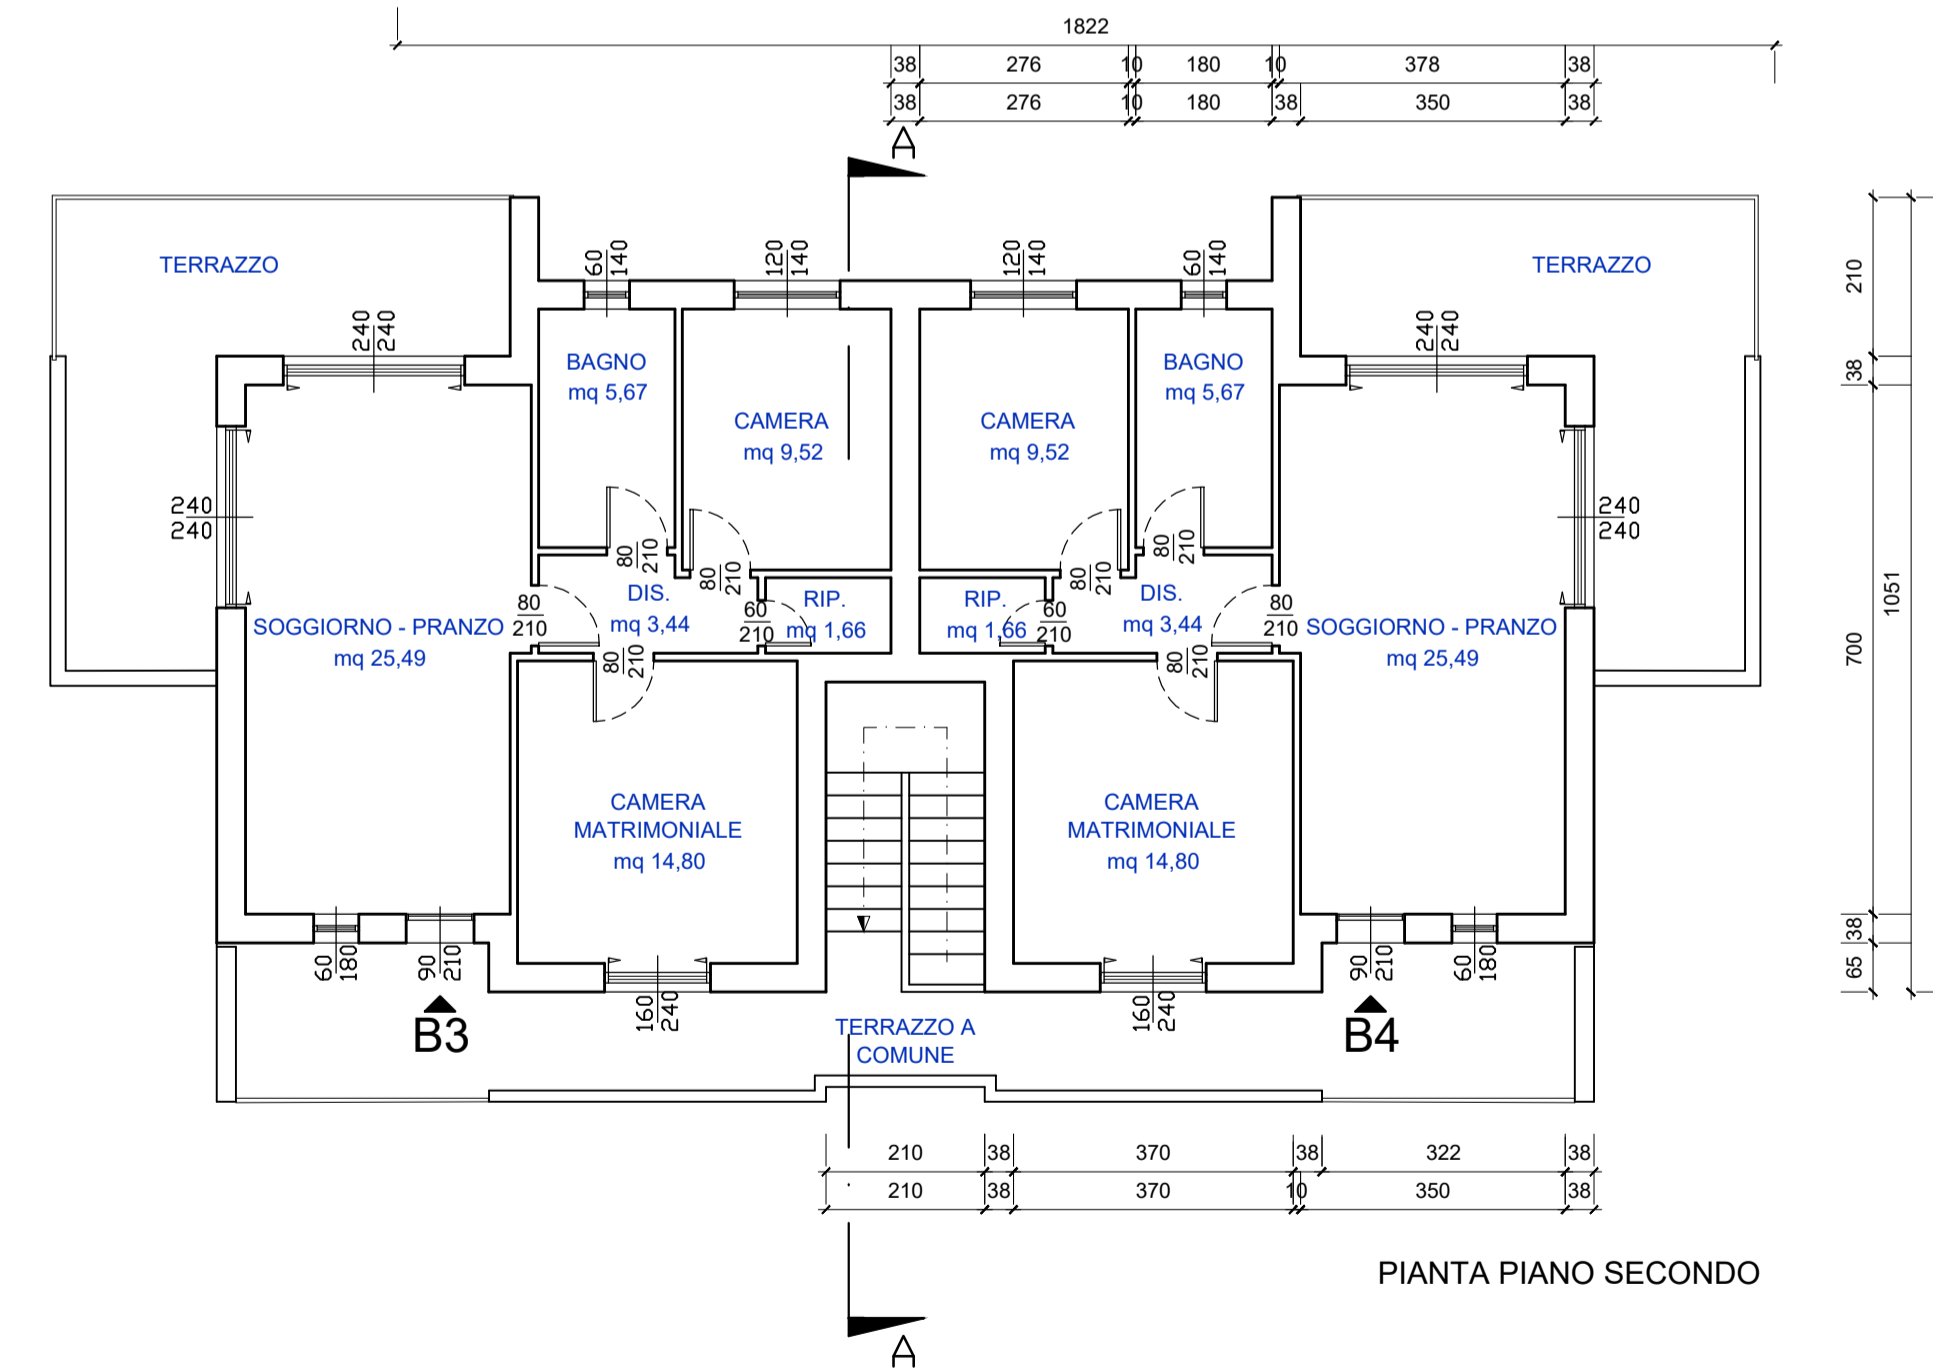 1822
38 276 10 180 10 378 38
38 276 10 180 38 350 38
A
TERRAZZO
TERRAZZO
60
140
120
140
120
140
60
140
240
240
240
240
BAGNO
mq 5,67
CAMERA
mq 9,52
CAMERA
mq 9,52
BAGNO
mq 5,67
240
240
240
240
80
210
80
210
80
210
80
210
80
210
DIS.
mq 3,44
60
210
RIP.
mq 1,66
RIP.
mq 1,66
60
210
DIS.
mq 3,44
80
210
SOGGIORNO - PRANZO
mq 25,49
SOGGIORNO - PRANZO
mq 25,49
80
210
80
210
CAMERA
MATRIMONIALE
mq 14,80
CAMERA
MATRIMONIALE
mq 14,80
60
180
90
210
160
240
160
240
90
210
60
180
B3
B4
TERRAZZO A
COMUNE
210
38
700
38
65
1051
210 38 370 38 322 38
210 38 370 10 350 38
PIANTA PIANO SECONDO
A